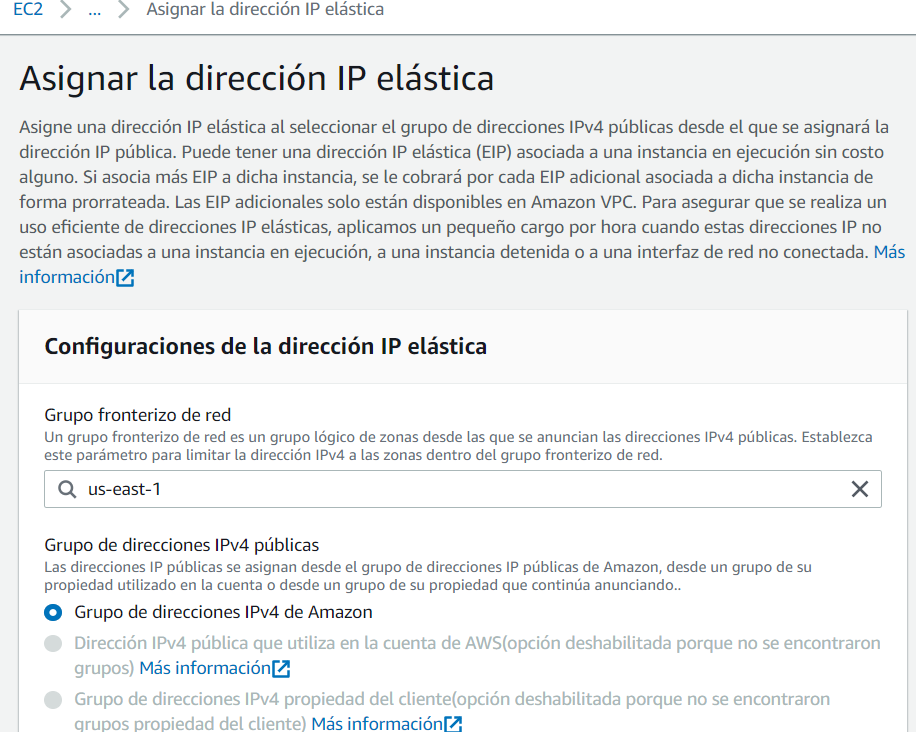 EC2 > ... > Asignar la dirección IP elástica
Asignar la dirección IP elástica
Asigne una dirección IP elástica al seleccionar el grupo de direcciones IPv4 públicas desde el que se asignará la
dirección IP pública. Puede tener una dirección IP elástica (EIP) asociada a una instancia en ejecución sin costo
alguno. Si asocia más EIP a dicha instancia, se le cobrará por cada EIP adicional asociada a dicha instancia de
forma prorrateada. Las EIP adicionales solo están disponibles en Amazon VPC. Para asegurar que se realiza un
uso eficiente de direcciones IP elásticas, aplicamos un pequeño cargo por hora cuando estas direcciones IP no
están asociadas a una instancia en ejecución, a una instancia detenida o a una interfaz de red no conectada. Más
información
Configuraciones de la dirección IP elástica
Grupo fronterizo de red
Un grupo fronterizo de red es un grupo lógico de zonas desde las que se anuncian las direcciones IPv4 públicas. Establezca
este parámetro para limitar la dirección IPv4 a las zonas dentro del grupo fronterizo de red.
us-east-1
Grupo de direcciones IPv4 públicas
Las direcciones IP públicas se asignan desde el grupo de direcciones IP públicas de Amazon, desde un grupo de su
propiedad utilizado en la cuenta o desde un grupo de su propiedad que continúa anunciando..
Grupo de direcciones IPv4 de Amazon
Dirección IPv4 pública que utiliza en la cuenta de AWS(opción deshabilitada porque no se encontraron
grupos) Más información
Grupo de direcciones IPv4 propiedad del cliente(opción deshabilitada porque no se encontraron
grupos propiedad del cliente) Más información